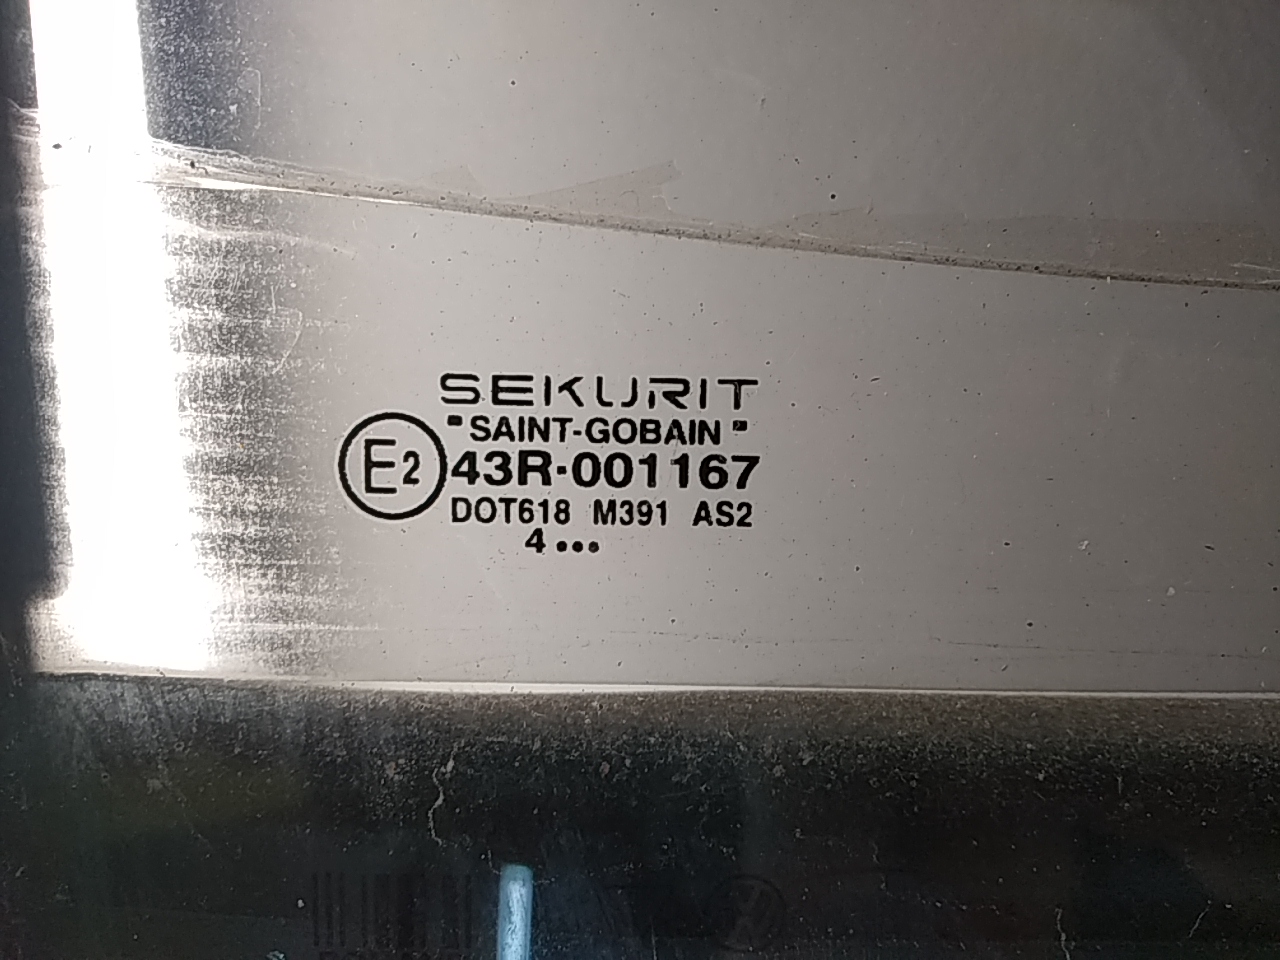 SEKURIT
"SAINT-GOBAIN"
E2 43R-001167
DOT618 M391 AS2
4 •••